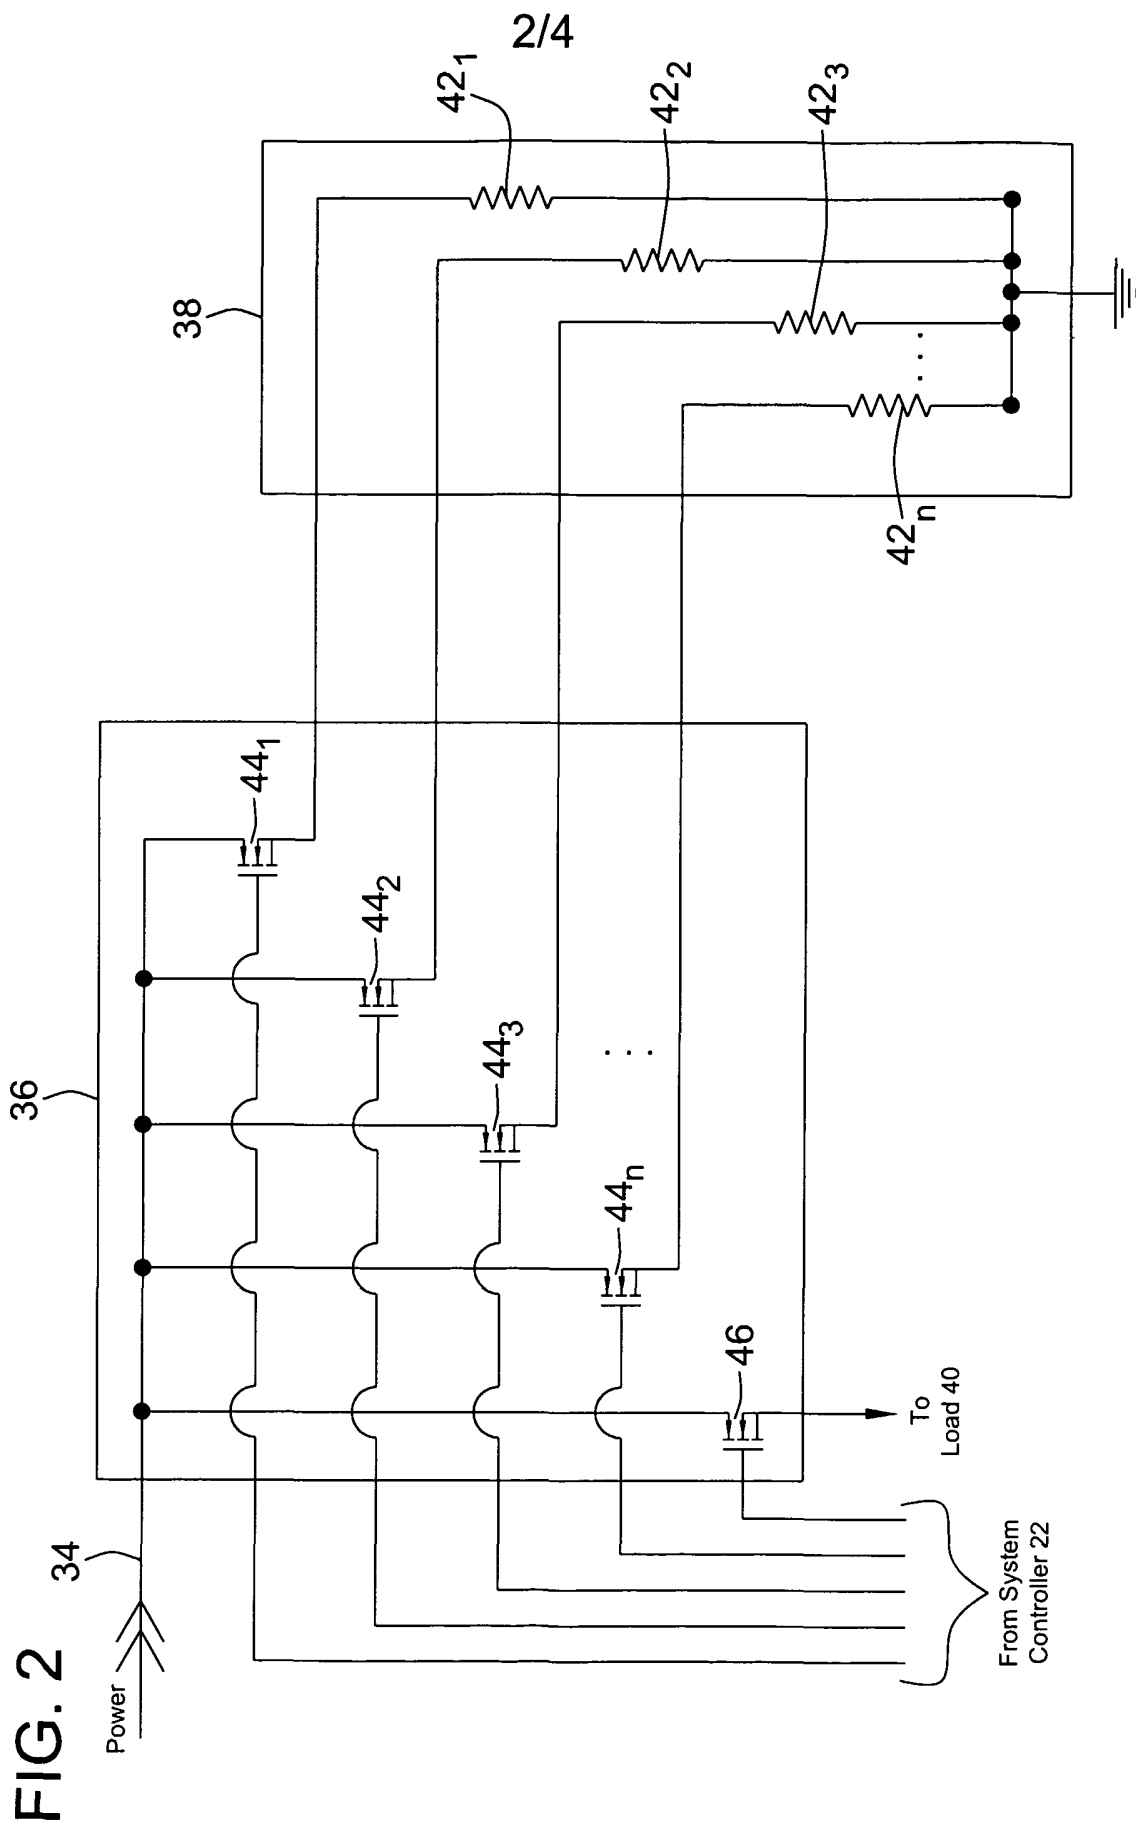 2/4
FIG. 2
Power
34
36
44₁
44₂
44₃
. . .
44ₙ
46
To
Load 40
From System
Controller 22
38
42₁
42₂
42₃
. . .
42ₙ